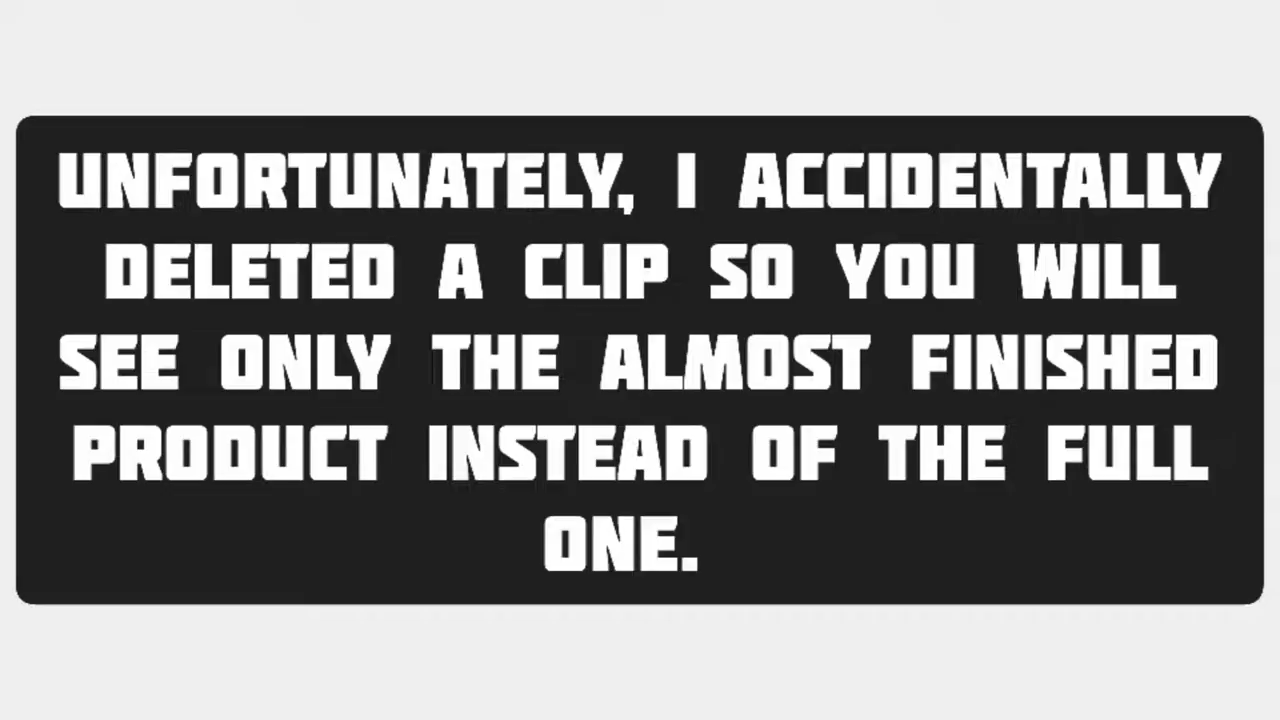 UNFORTUNATELY, I ACCIDENTALLY
DELETED A CLIP SO YOU WILL
SEE ONLY THE ALMOST FINISHED
PRODUCT INSTEAD OF THE FULL
ONE.